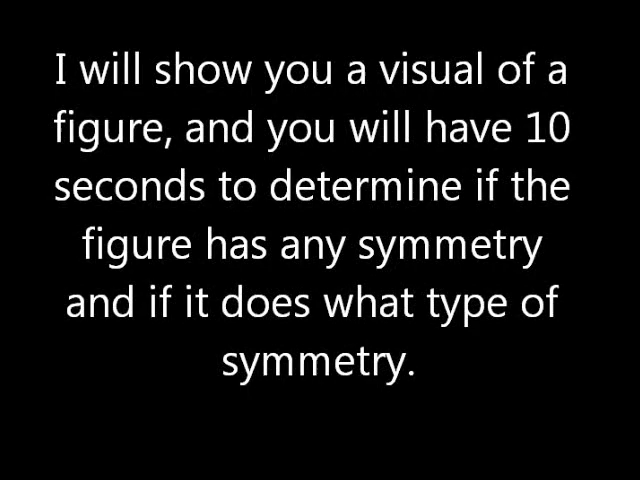 I will show you a visual of a
figure, and you will have 10
seconds to determine if the
figure has any symmetry
and if it does what type of
symmetry.